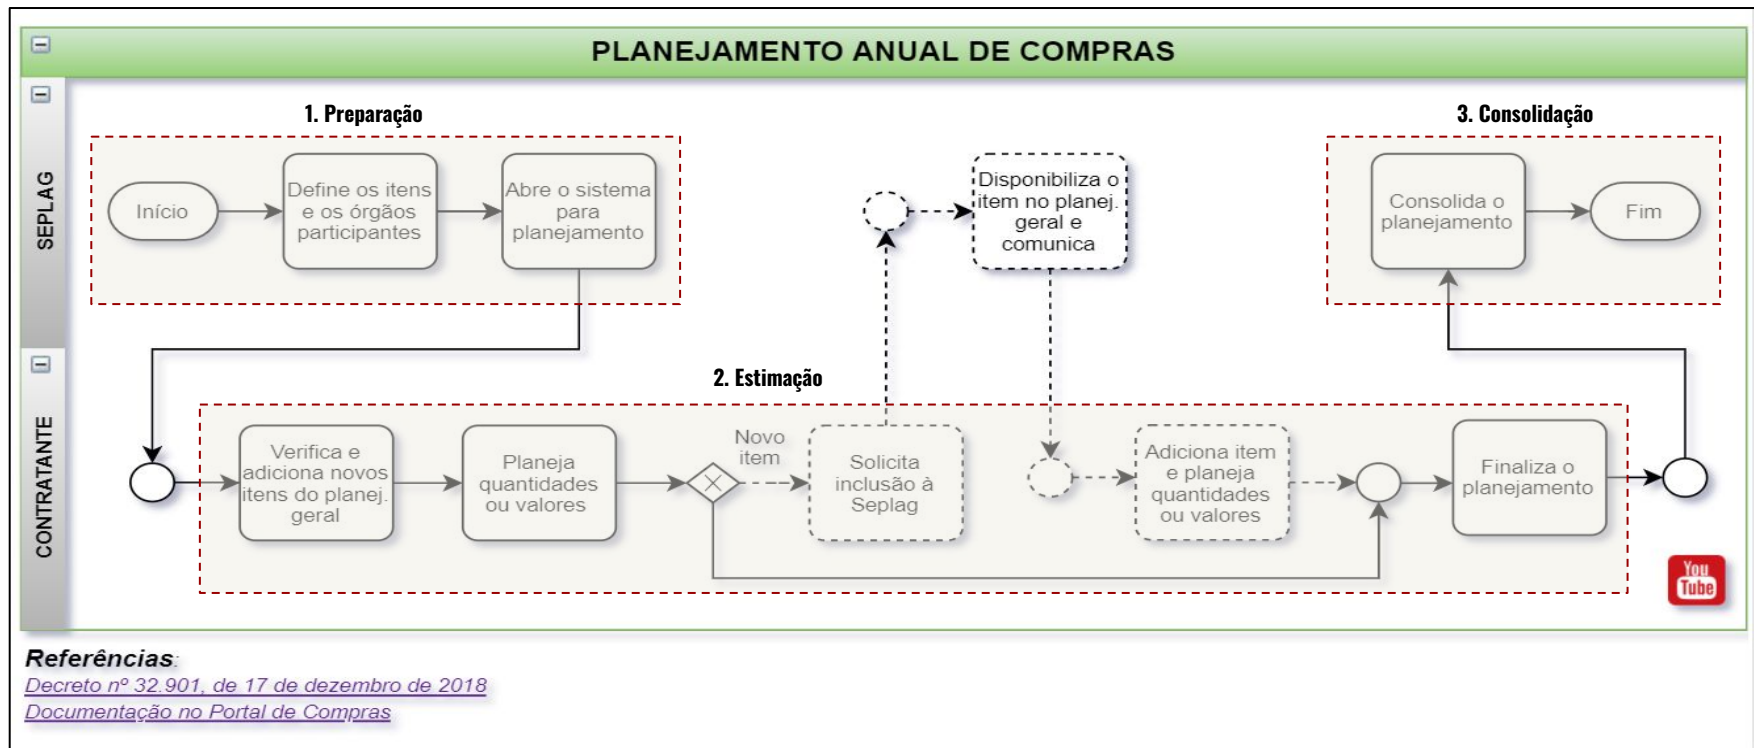 PLANEJAMENTO ANUAL DE COMPRAS
SEPLAG
1. Preparação
Início
Define os itens
e os órgãos
participantes
Abre o sistema
para
planejamento
Disponibiliza o
item no planej.
geral e
comunica
3. Consolidação
Consolida o
planejamento
Fim
CONTRATANTE
2. Estimação
Verifica e
adiciona novos
itens do planej.
geral
Planeja
quantidades
ou valores
Novo
item
Solicita
inclusão à
Seplag
Adiciona item
e planeja
quantidades
ou valores
Finaliza o
planejamento
You
Tube
Referências:
Decreto nº 32.901, de 17 de dezembro de 2018
Documentação no Portal de Compras